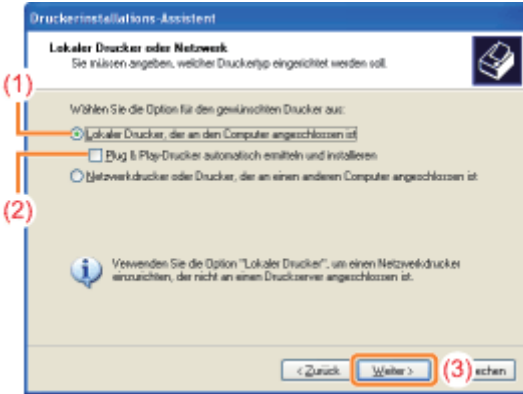 Druckerinstallations-Assistent
Lokaler Drucker oder Netzwerk
Sie müssen angeben, welcher Druckertyp eingerichtet werden soll.
(1)
Wählen Sie die Option für den gewünschten Drucker aus:
Lokaler Drucker, der an den Computer angeschlossen ist
Plug & Play-Drucker automatisch ermitteln und installieren
(2)
Netzwerkdrucker oder Drucker, der an einen anderen Computer angeschlossen ist
Verwenden Sie die Option "Lokaler Drucker", um einen Netzwerkdrucker
einzurichten, der nicht an einen Druckserver angeschlossen ist.
< Zurück Weiter > (3) echen